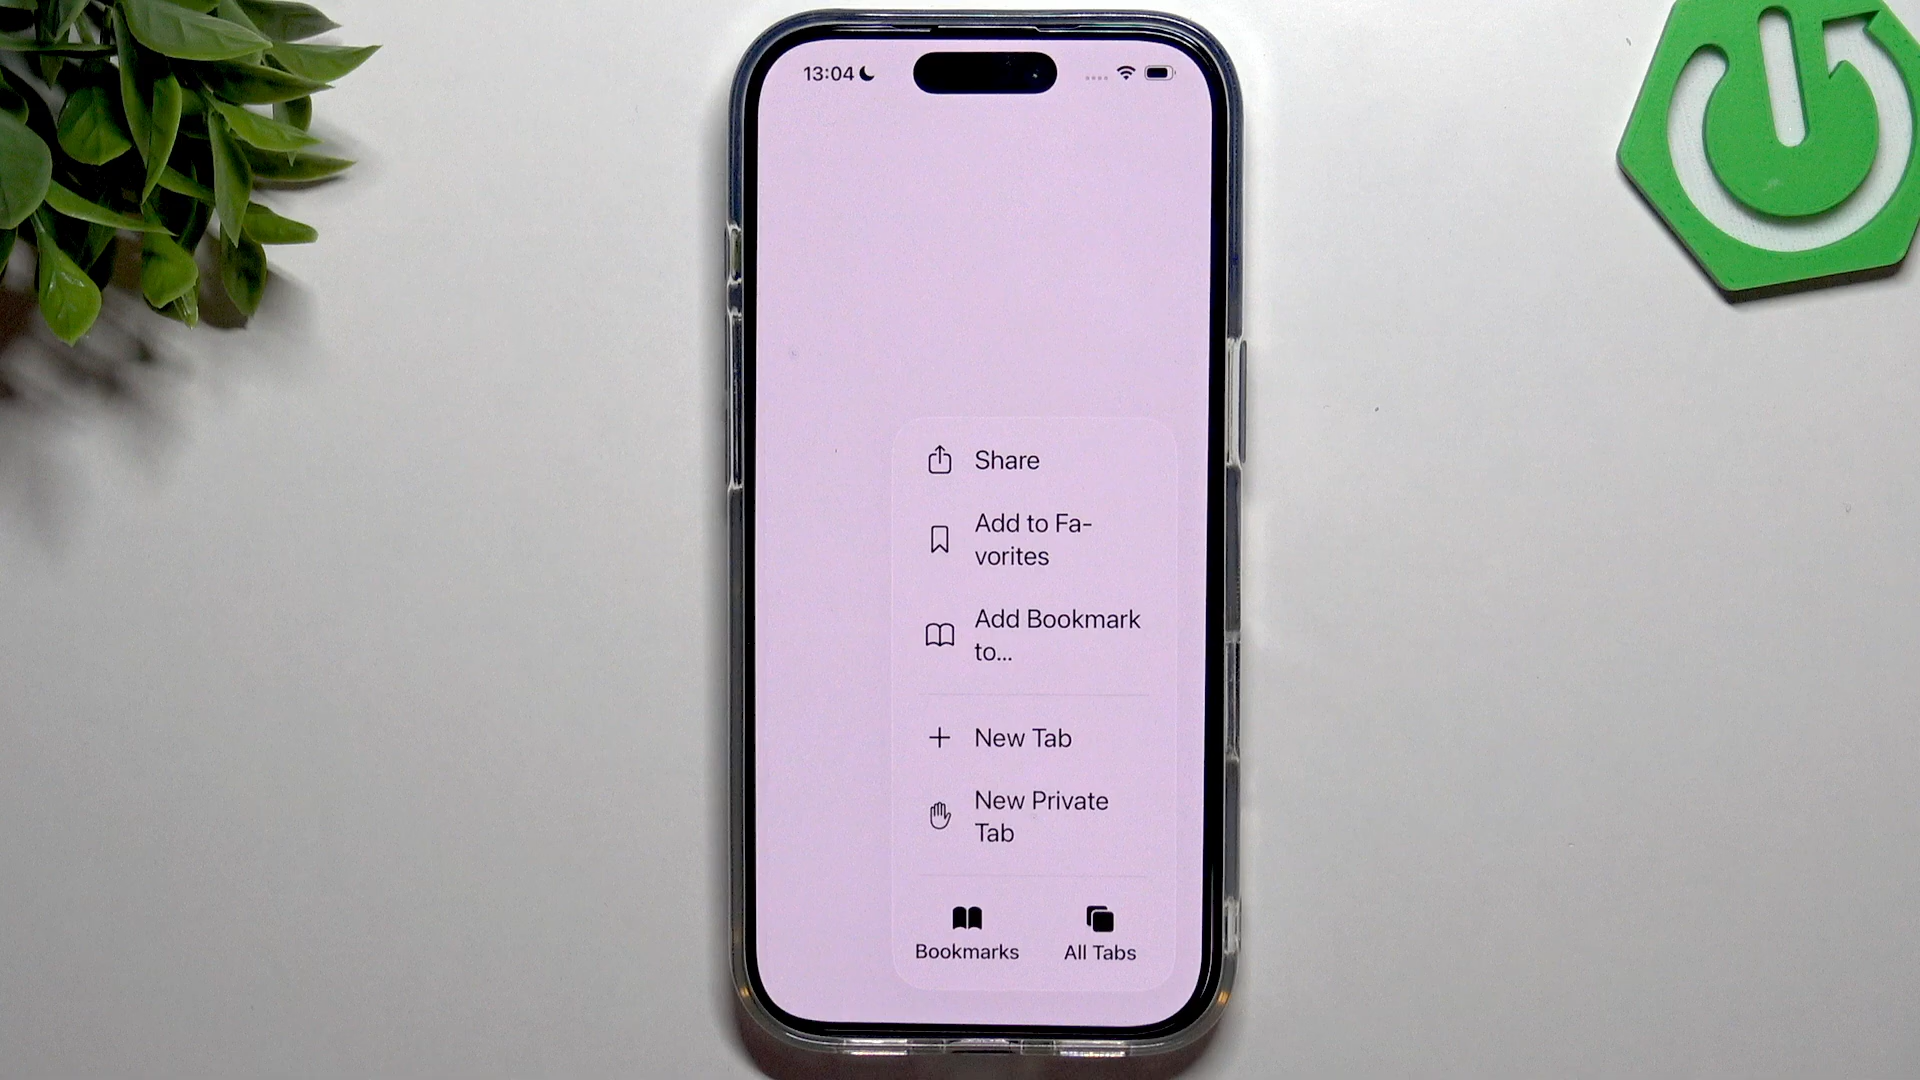 13:04
Share
Add to Fa-
vorites
Add Bookmark
to...
New Tab
New Private
Tab
Bookmarks
All Tabs